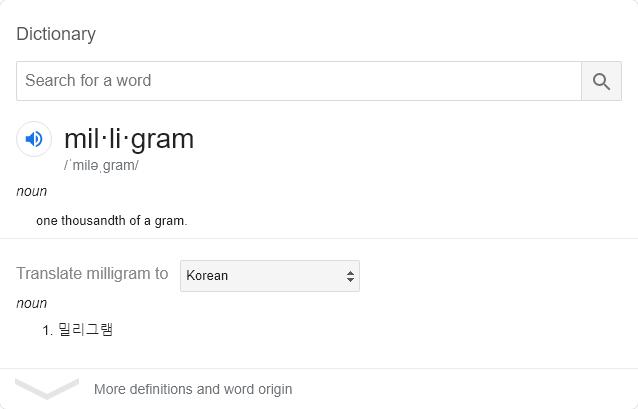 Dictionary
Search for a word
mil·li·gram
/ˈmiləˌgram/
noun
one thousandth of a gram.
Translate milligram to Korean
noun
1. 밀리그램
More definitions and word origin